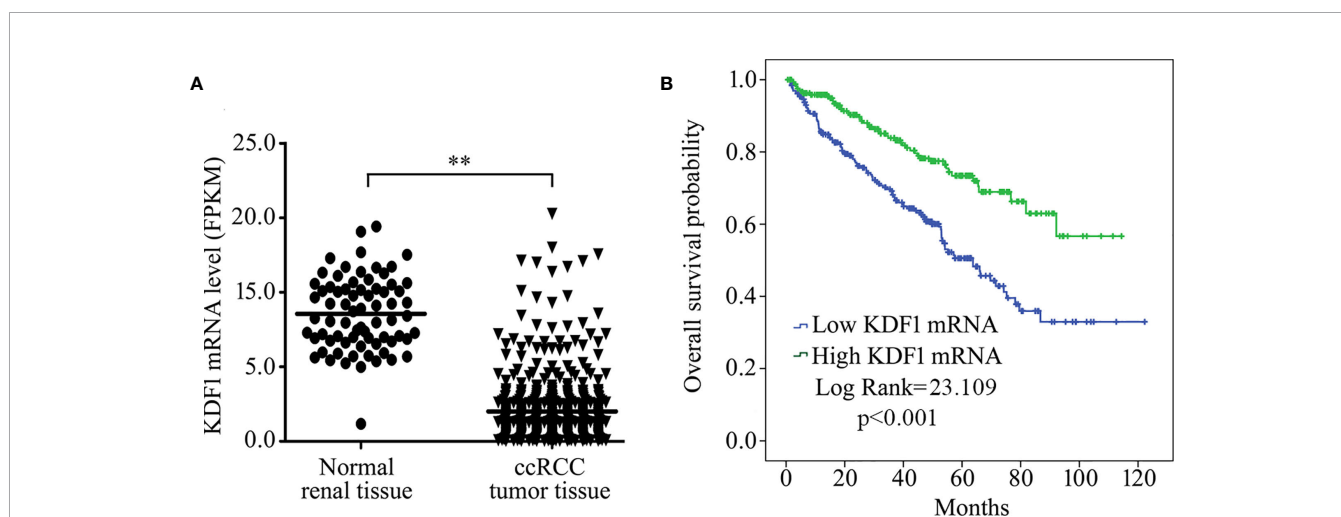 A
KDF1 mRNA level (FPKM)
25.0
20.0
15.0
5.0
0.0
**
Normal
renal tissue
ccRCC
tumor tissue
B
Overall survival probability
1.0
0.8
0.6
0.4
0.2
0.0
Low KDF1 mRNA
High KDF1 mRNA
Log Rank=23.109
p<0.001
0 20 40 60 80 100 120
Months